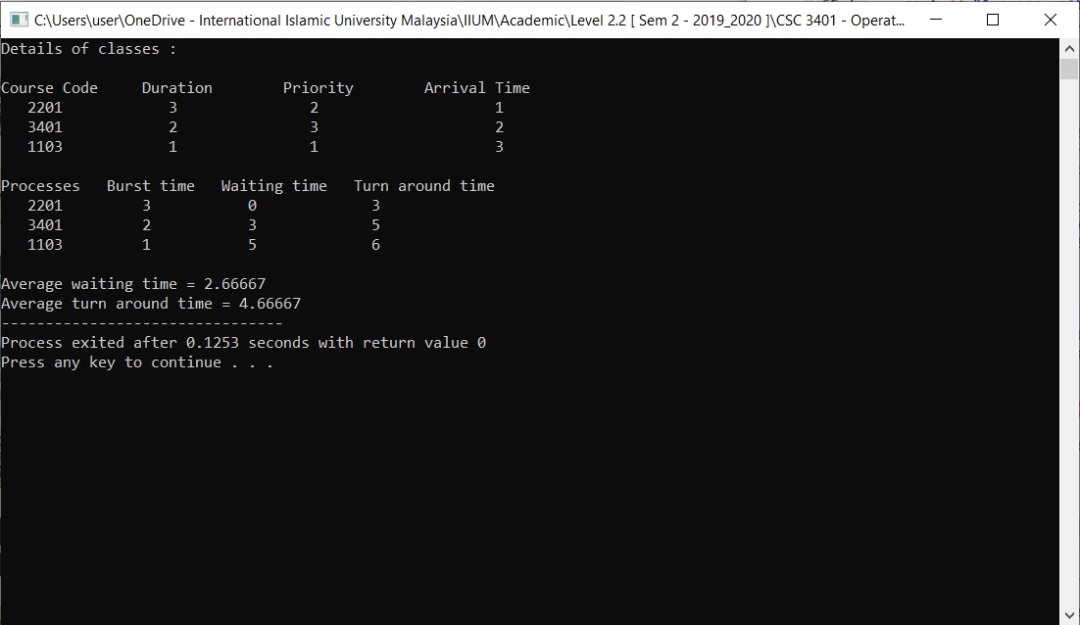 C:\Users\user\OneDrive - International Islamic University Malaysia\IIUM\Academic\Level 2.2 [ Sem 2 - 2019_2020 ]\CSC 3401 - Operat...
Details of classes :
Course Code Duration Priority Arrival Time
2201 3 2 1
3401 2 3 2
1103 1 1 3
Processes Burst time Waiting time Turn around time
2201 3 0 3
3401 2 3 5
1103 1 5 6
Average waiting time = 2.66667
Average turn around time = 4.66667
--------------------------------
Process exited after 0.1253 seconds with return value 0
Press any key to continue . . .